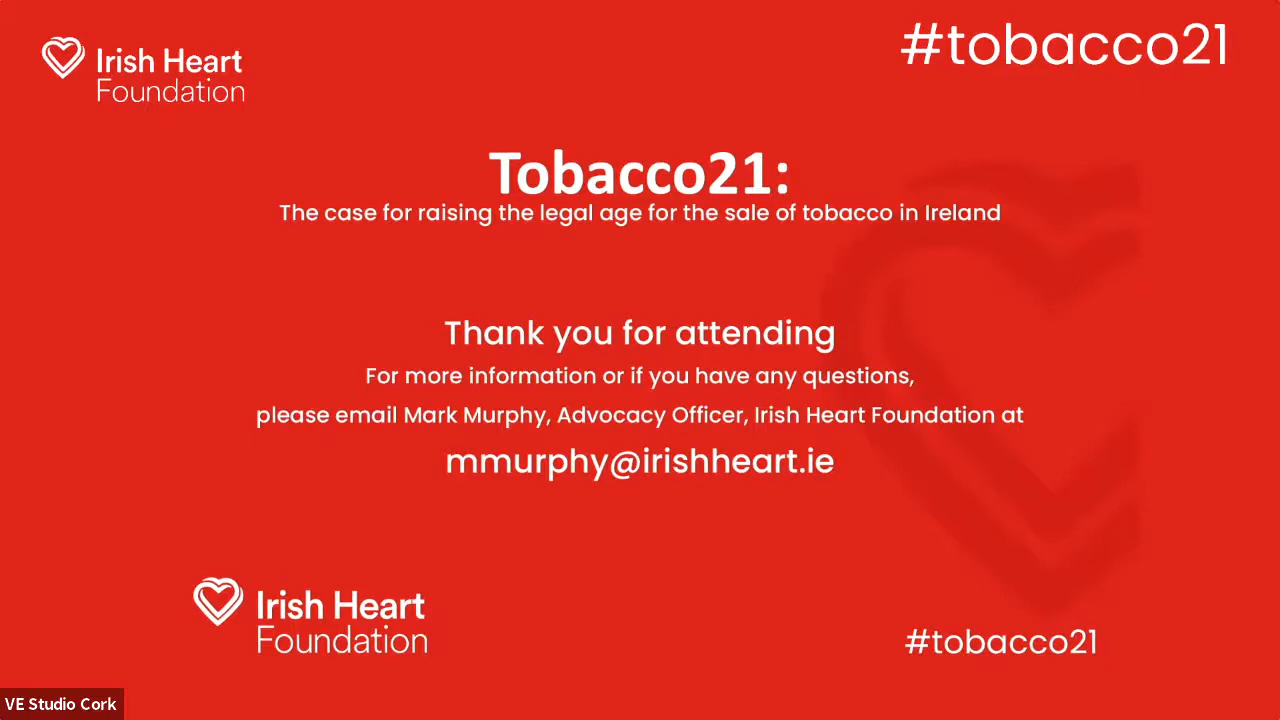 Irish Heart
Foundation
#tobacco21
Tobacco21:
The case for raising the legal age for the sale of tobacco in Ireland
Thank you for attending
For more information or if you have any questions,
please email Mark Murphy, Advocacy Officer, Irish Heart Foundation at
mmurphy@irishheart.ie
Irish Heart
Foundation
#tobacco21
VE Studio Cork